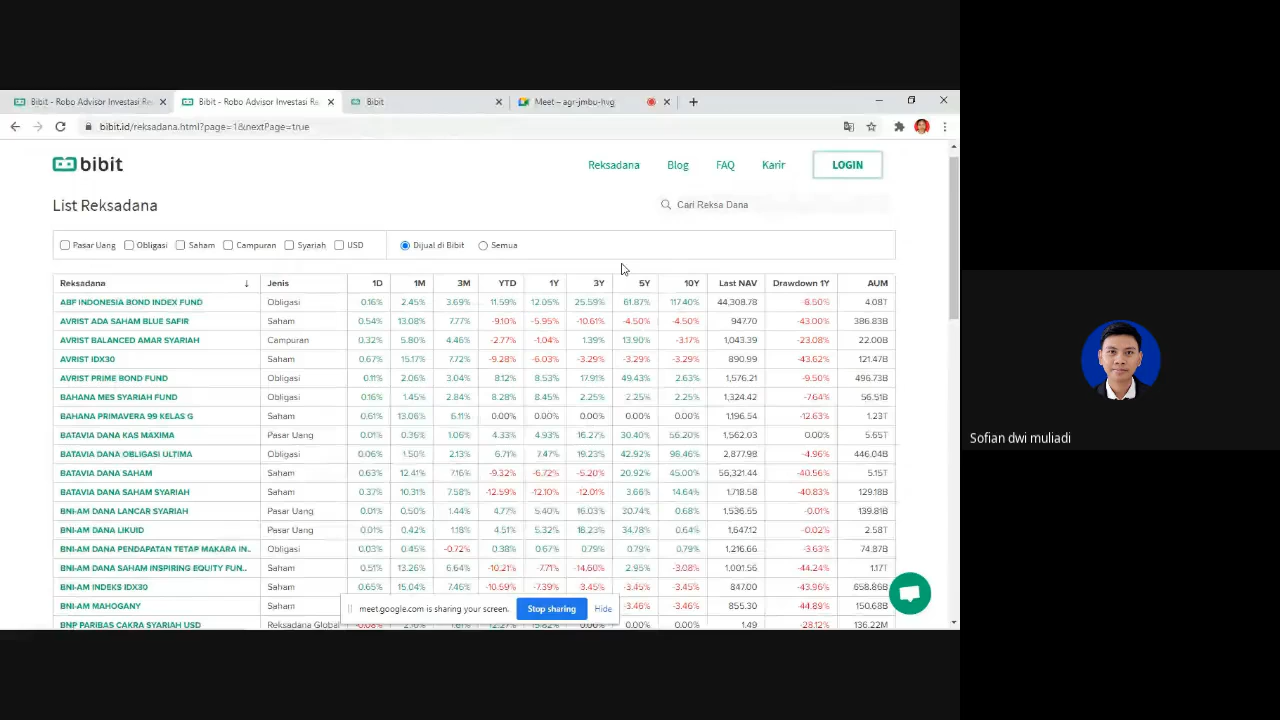 Bibit - Robo Advisor Investasi Re
Bibit - Robo Advisor Investasi Re
Bibit
Meet – agr-jmbu-hvg
bibit.id/reksadana.html?page=1&nextPage=true
bibit
Reksadana Blog FAQ Karir LOGIN
List Reksadana
Cari Reksa Dana
Pasar Uang Obligasi Saham Campuran Syariah USD Dijual di Bibit Semua
Reksadana ↓ Jenis 1D 1M 3M YTD 1Y 3Y 5Y 10Y Last NAV Drawdown 1Y AUM
ABF INDONESIA BOND INDEX FUND Obligasi 0.16% 2.45% 3.69% 11.59% 12.05% 25.59% 61.87% 117.40% 44,308.78 -8.50% 4.08T
AVRIST ADA SAHAM BLUE SAFIR Saham 0.54% 13.08% 7.77% -9.10% -5.95% -10.61% -4.50% -4.50% 947.70 -43.00% 386.83B
AVRIST BALANCED AMAR SYARIAH Campuran 0.32% 5.80% 4.46% -2.77% -1.04% 1.39% 13.90% -3.17% 1,043.39 -23.08% 22.00B
AVRIST IDX30 Saham 0.67% 15.17% 7.72% -9.28% -6.03% -3.29% -3.29% -3.29% 890.99 -43.62% 121.47B
AVRIST PRIME BOND FUND Obligasi 0.11% 2.06% 3.04% 8.12% 8.53% 17.91% 49.43% 2.63% 1,576.21 -9.50% 496.73B
BAHANA MES SYARIAH FUND Obligasi 0.16% 1.45% 2.84% 8.28% 8.45% 2.25% 2.25% 2.25% 1,324.42 -7.64% 56.51B
BAHANA PRIMAVERA 99 KELAS G Saham 0.61% 13.06% 6.11% 0.00% 0.00% 0.00% 0.00% 0.00% 1,196.54 -12.63% 1.23T
BATAVIA DANA KAS MAXIMA Pasar Uang 0.01% 0.36% 1.06% 4.33% 4.93% 16.27% 30.40% 56.20% 1,562.03 0.00% 5.65T
BATAVIA DANA OBLIGASI ULTIMA Obligasi 0.06% 1.50% 2.13% 6.71% 7.47% 19.23% 42.92% 96.46% 2,877.98 -4.96% 446.04B
BATAVIA DANA SAHAM Saham 0.63% 12.41% 7.16% -9.32% -6.72% -5.20% 20.92% 45.00% 56,321.44 -40.56% 5.15T
BATAVIA DANA SAHAM SYARIAH Saham 0.37% 10.31% 7.58% -12.59% -12.10% -12.01% 3.66% 14.64% 1,718.58 -40.83% 129.18B
BNI-AM DANA LANCAR SYARIAH Pasar Uang 0.01% 0.50% 1.44% 4.77% 5.40% 16.03% 30.74% 0.68% 1,536.55 -0.01% 139.81B
BNI-AM DANA LIKUID Pasar Uang 0.01% 0.42% 1.18% 4.51% 5.32% 18.23% 34.78% 0.64% 1,647.12 -0.02% 2.58T
BNI-AM DANA PENDAPATAN TETAP MAKARA IN.. Obligasi 0.03% 0.45% -0.72% 0.38% 0.67% 0.79% 0.79% 0.79% 1,216.66 -3.63% 74.87B
BNI-AM DANA SAHAM INSPIRING EQUITY FUN.. Saham 0.51% 13.26% 6.64% -10.21% -7.71% -14.60% 2.95% -3.08% 1,001.56 -44.24% 1.17T
BNI-AM INDEKS IDX30 Saham 0.65% 15.04% 7.46% -10.59% -7.39% -3.45% -3.45% -3.45% 847.00 -43.96% 658.86B
BNI-AM MAHOGANY Saham -3.46% -3.46% 855.30 -44.89% 150.68B
BNP PARIBAS CAKRA SYARIAH USD Reksadana Global 0.00% 0.00% 1.49 -28.12% 136.22M
meet.google.com is sharing your screen. Stop sharing Hide
Sofian dwi muliadi